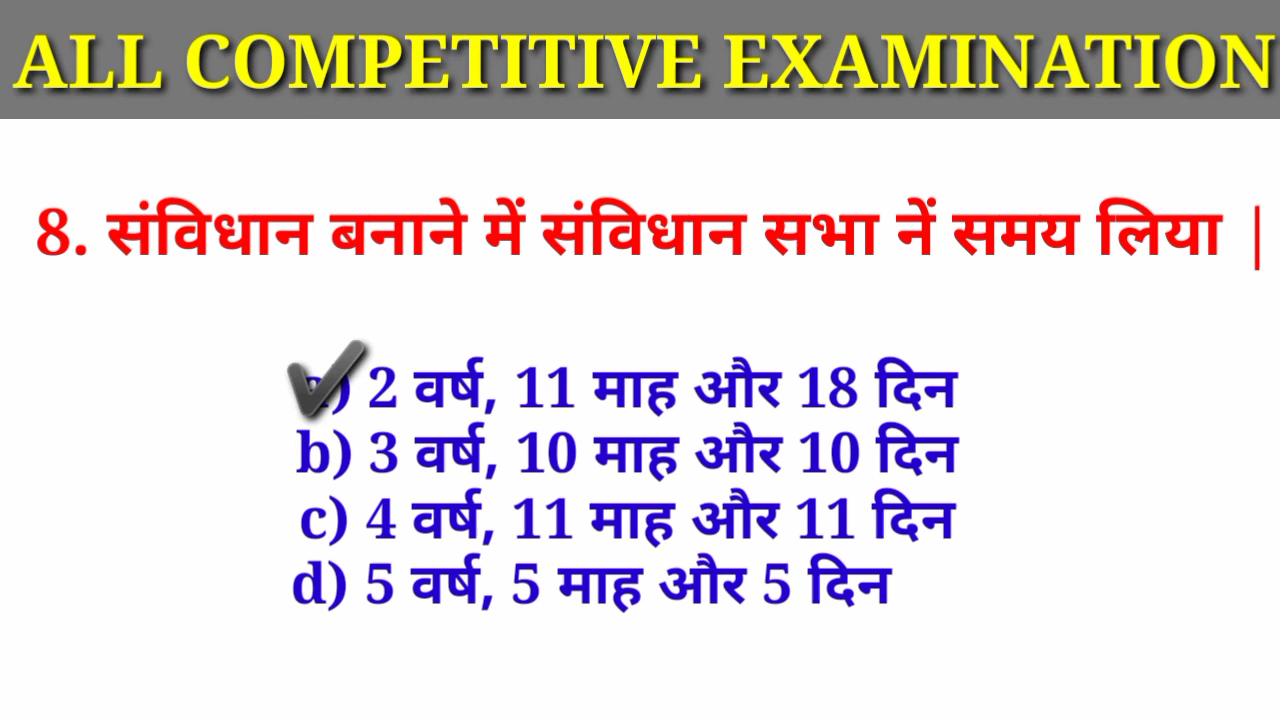 ALL COMPETITIVE EXAMINATION
8. संविधान बनाने में संविधान सभा नें समय लिया |
a) 2 वर्ष, 11 माह और 18 दिन
b) 3 वर्ष, 10 माह और 10 दिन
c) 4 वर्ष, 11 माह और 11 दिन
d) 5 वर्ष, 5 माह और 5 दिन